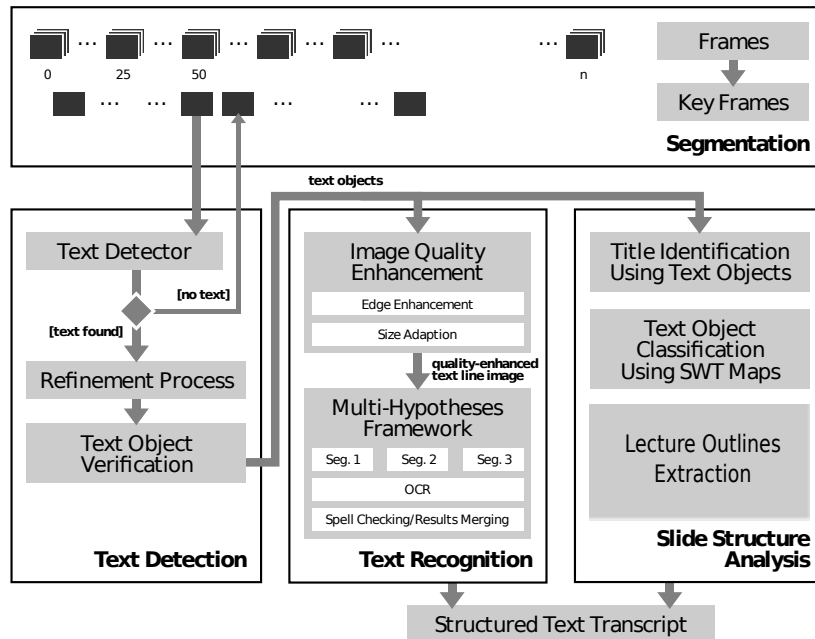 ... ... ... ... ... ...
0 25 50 n
... ... ... ...
Frames
Key Frames
Segmentation
text objects
Text Detector
[no text]
[text found]
Refinement Process
Text Object
Verification
Text Detection
Image Quality
Enhancement
Edge Enhancement
Size Adaption
quality-enhanced
text line image
Multi-Hypotheses
Framework
Seg. 1 Seg. 2 Seg. 3
OCR
Spell Checking/Results Merging
Text Recognition
Title Identification
Using Text Objects
Text Object
Classification
Using SWT Maps
Lecture Outlines
Extraction
Slide Structure
Analysis
Structured Text Transcript